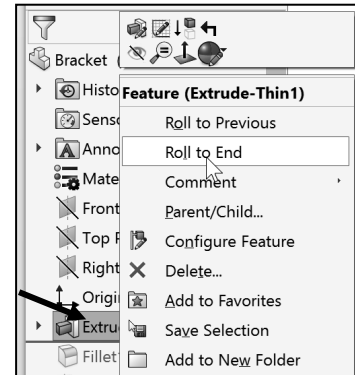 Bracket (
Histo
Senso
Anno
Mate
Front
Top P
Right
Origi
Extru
Fillet
Feature (Extrude-Thin1)
Roll to Previous
Roll to End
Comment
Parent/Child...
Configure Feature
Delete...
Add to Favorites
Save Selection
Add to New Folder